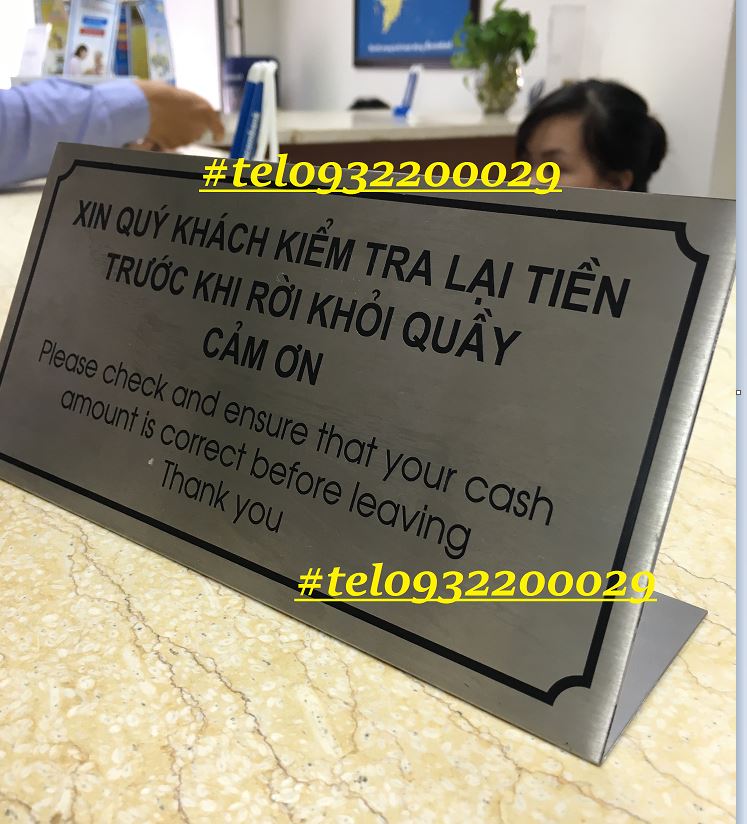 #tel0932200029
XIN QUÝ KHÁCH KIỂM TRA LẠI TIỀN
TRƯỚC KHI RỜI KHỎI QUẦY
CẢM ƠN
Please check and ensure that your cash
amount is correct before leaving
Thank you
#tel0932200029